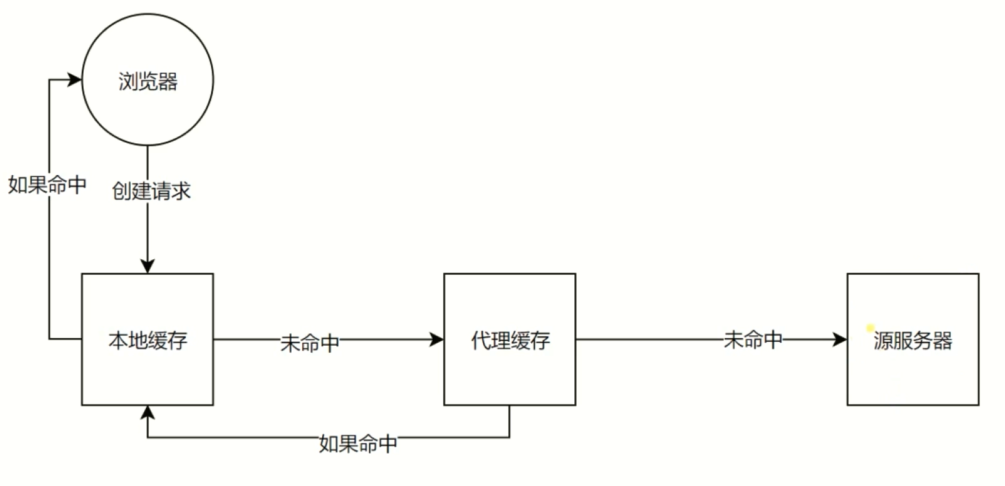 浏览器
如果命中
创建请求
本地缓存
未命中
代理缓存
未命中
源服务器
如果命中